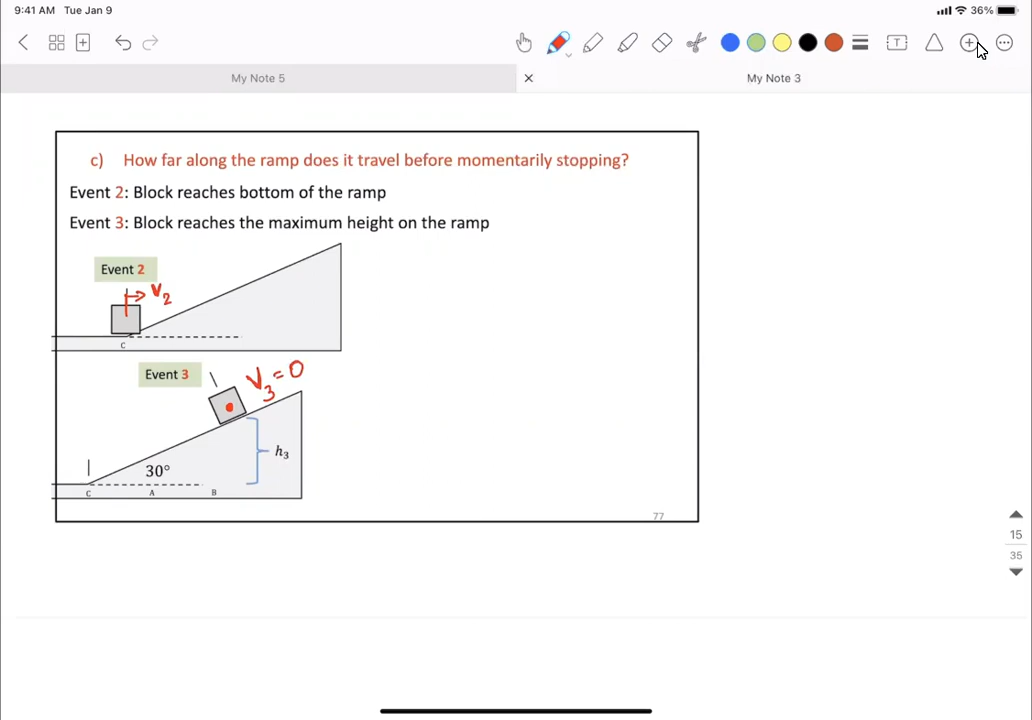 9:41 AM Tue Jan 9
36%
T
My Note 5
My Note 3
c) How far along the ramp does it travel before momentarily stopping?
Event 2: Block reaches bottom of the ramp
Event 3: Block reaches the maximum height on the ramp
Event 2
V2
C
Event 3
V3 = 0
h3
30°
C A B
77
15
35